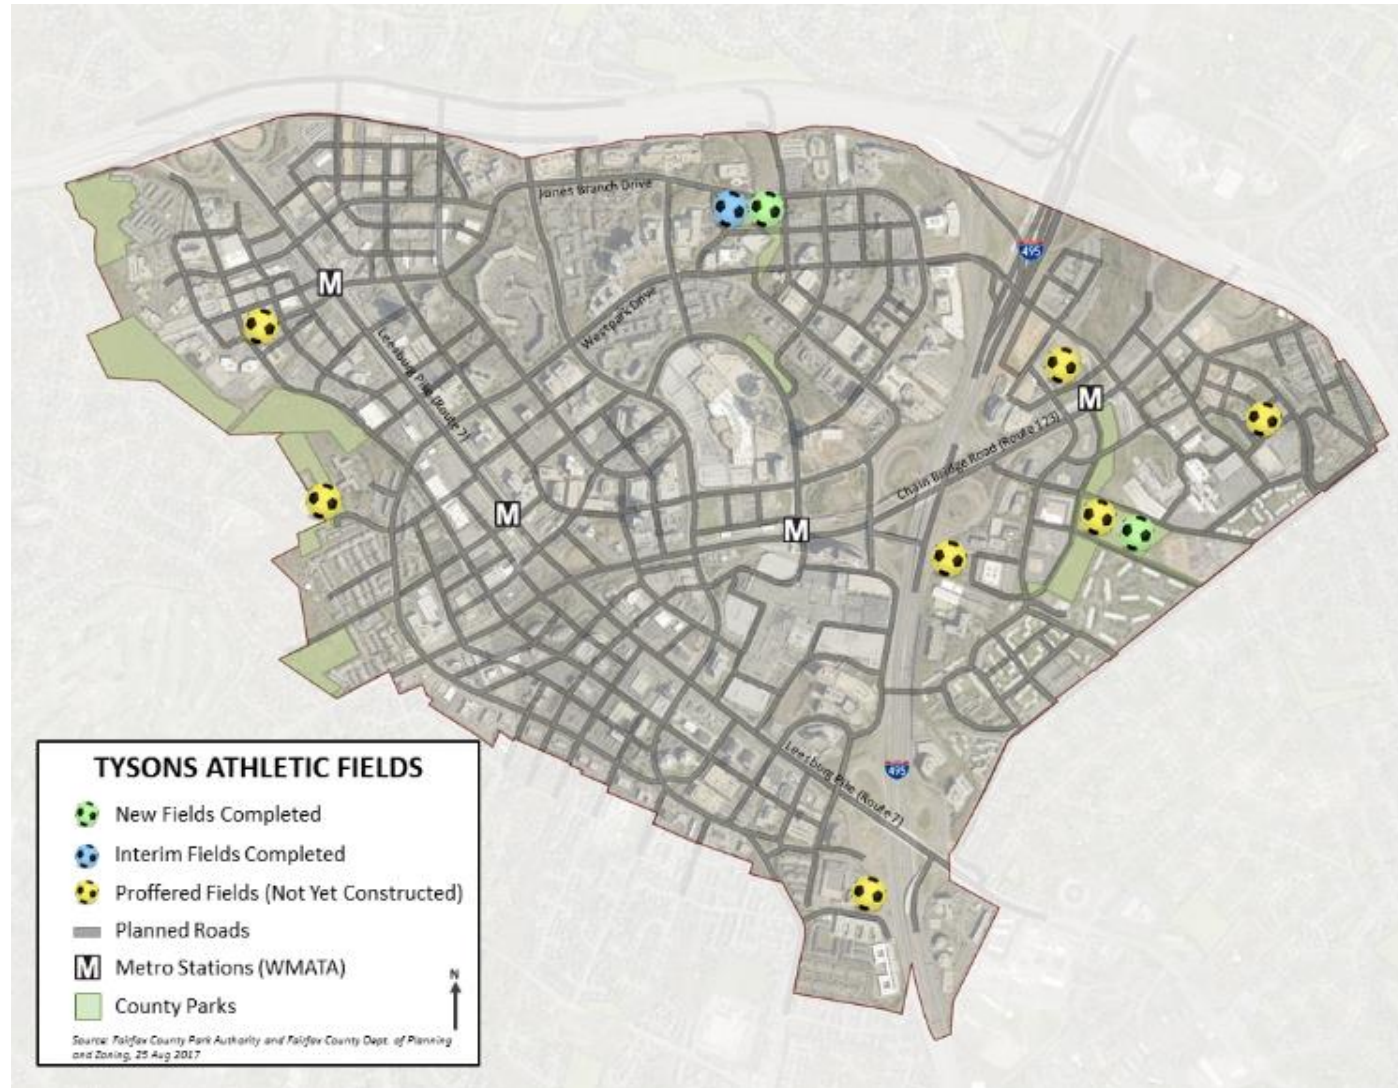 Jones Branch Drive
495
M
Westpark Drive
Leesburg Pike (Route 7)
M
Chain Bridge Road (Route 123)
M
M
Leesburg Pike (Route 7)
495
TYSONS ATHLETIC FIELDS
New Fields Completed
Interim Fields Completed
Proffered Fields (Not Yet Constructed)
Planned Roads
M Metro Stations (WMATA)
N
County Parks
Source: Fairfax County Park Authority and Fairfax County Dept. of Planning
and Zoning, 25 Aug 2017